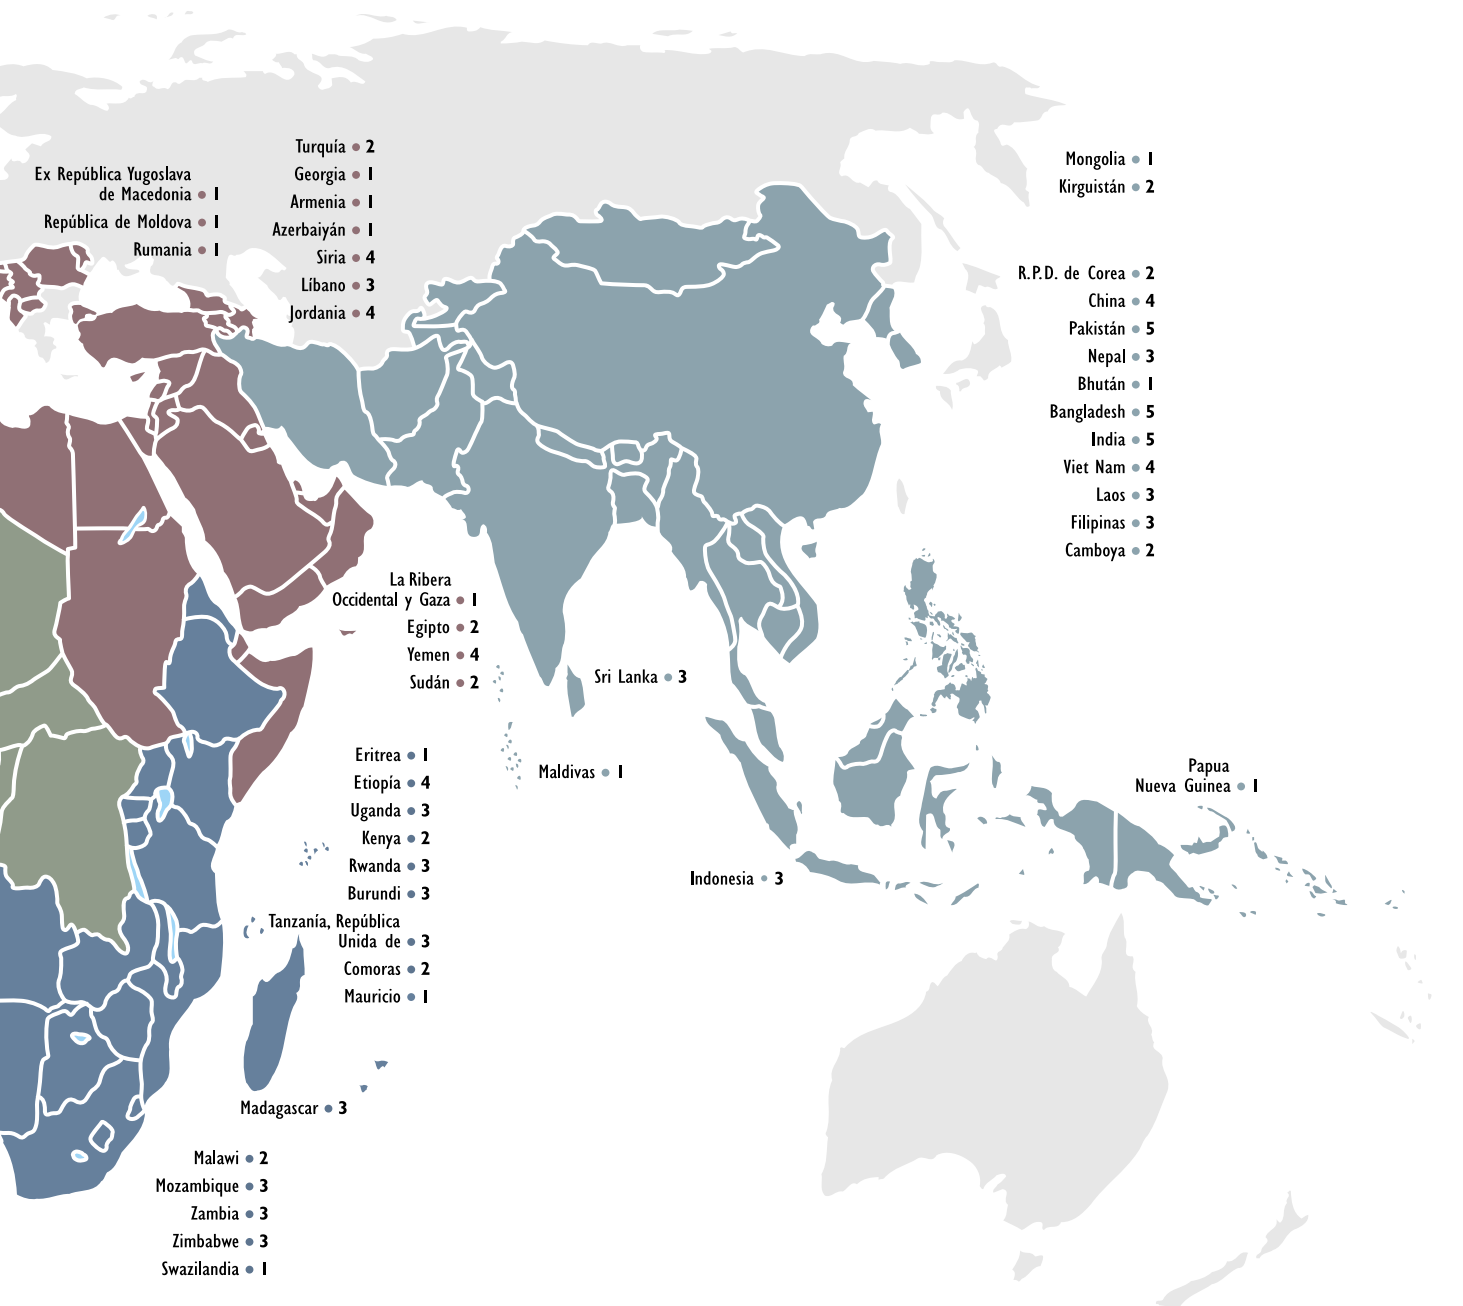 Ex República Yugoslava
de Macedonia • 1
República de Moldova • 1
Rumania • 1
Turquía • 2
Georgia • 1
Armenia • 1
Azerbaiyán • 1
Siria • 4
Líbano • 3
Jordania • 4
Mongolia • 1
Kirguistán • 2
R.P.D. de Corea • 2
China • 4
Pakistán • 5
Nepal • 3
Bhután • 1
Bangladesh • 5
India • 5
Viet Nam • 4
Laos • 3
Filipinas • 3
Camboya • 2
La Ribera
Occidental y Gaza • 1
Egipto • 2
Yemen • 4
Sudán • 2
Sri Lanka • 3
Maldivas • 1
Papua
Nueva Guinea • 1
Indonesia • 3
Eritrea • 1
Etiopía • 4
Uganda • 3
Kenya • 2
Rwanda • 3
Burundi • 3
Tanzanía, República
Unida de • 3
Comoras • 2
Mauricio • 1
Madagascar • 3
Malawi • 2
Mozambique • 3
Zambia • 3
Zimbabwe • 3
Swazilandia • 1